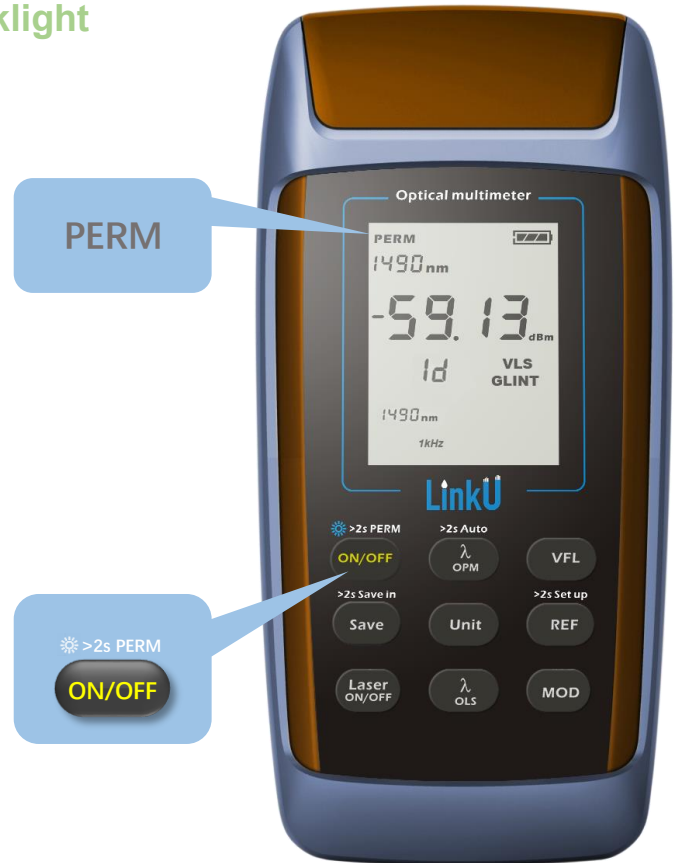 klight
PERM
Optical multimeter
PERM
1490nm
-59.13dBm
1d
VLS
GLINT
1490nm
1kHz
LinkU
>2s PERM
>2s Auto
ON/OFF
λ
OPM
VFL
>2s Save in
>2s Set up
Save
Unit
REF
Laser
ON/OFF
λ
OLS
MOD
>2s PERM
ON/OFF